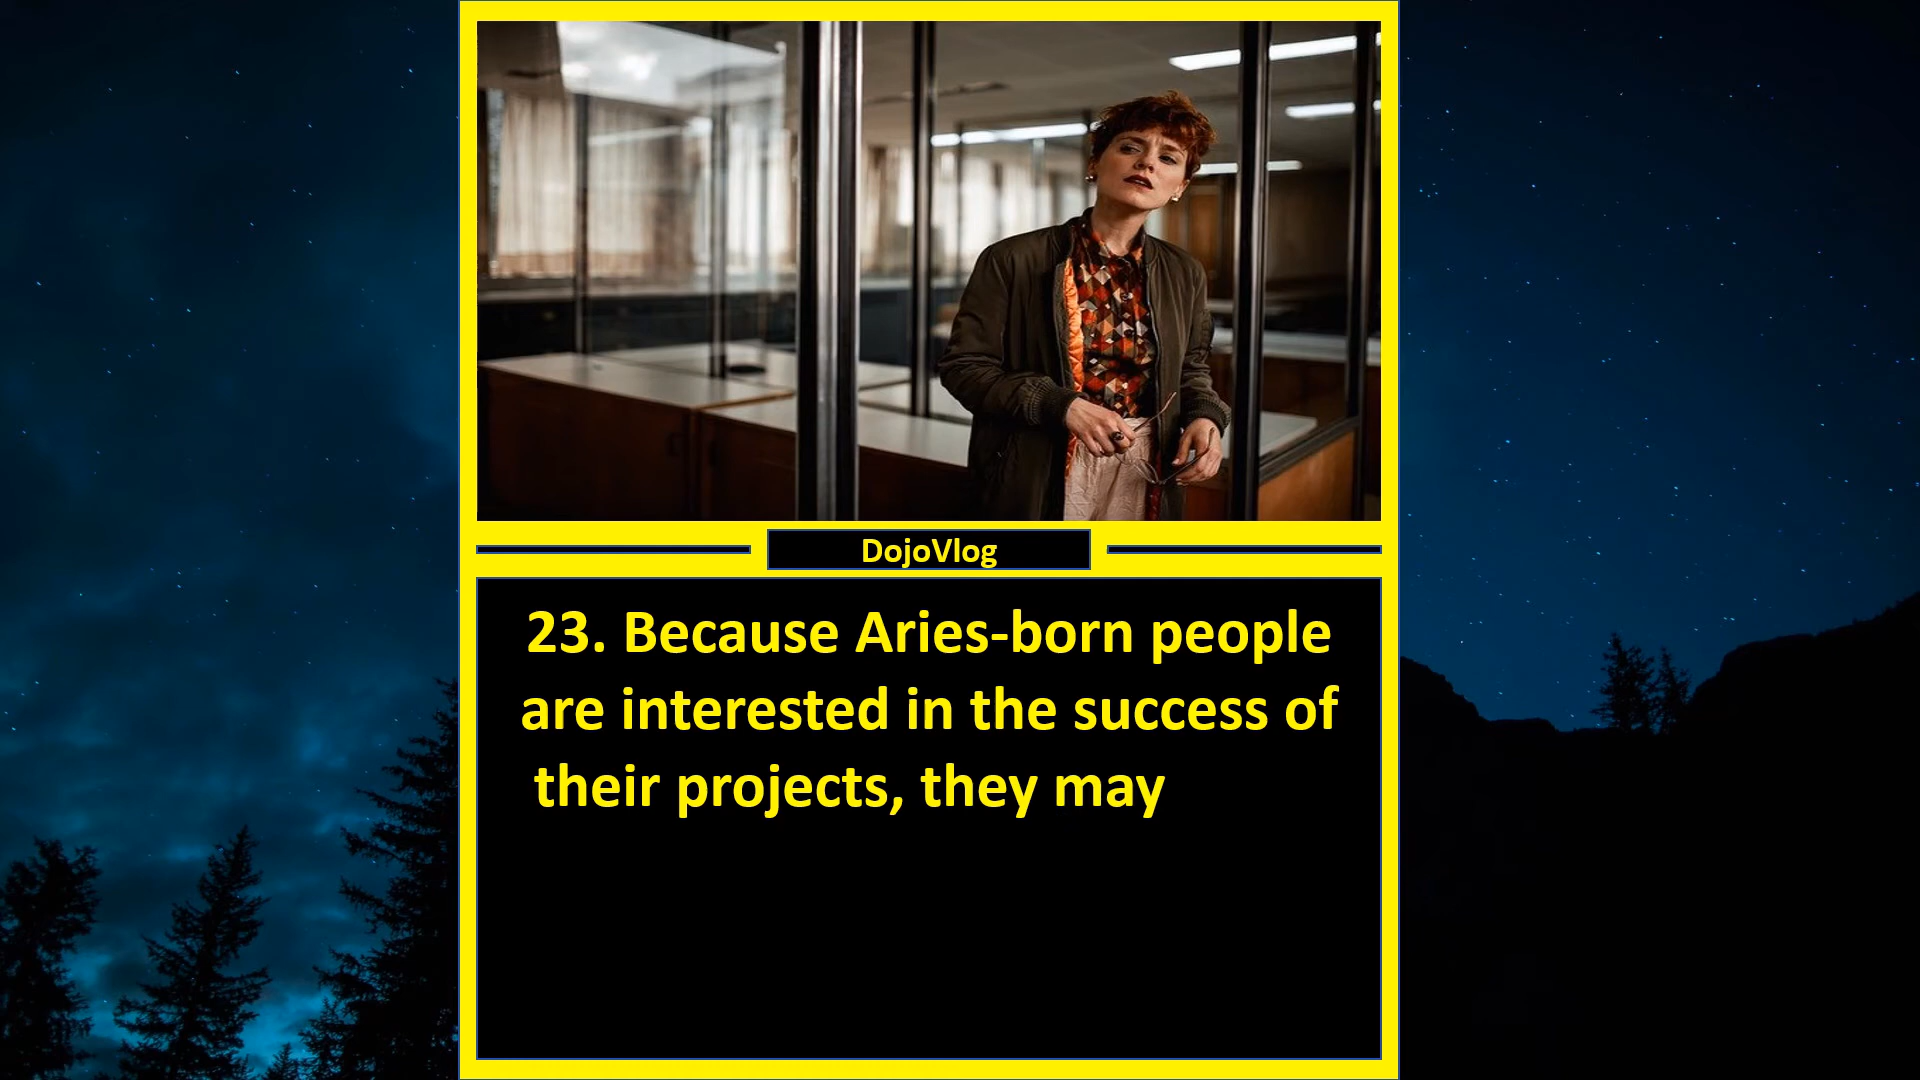 DojoVlog
23. Because Aries-born people
are interested in the success of
their projects, they may